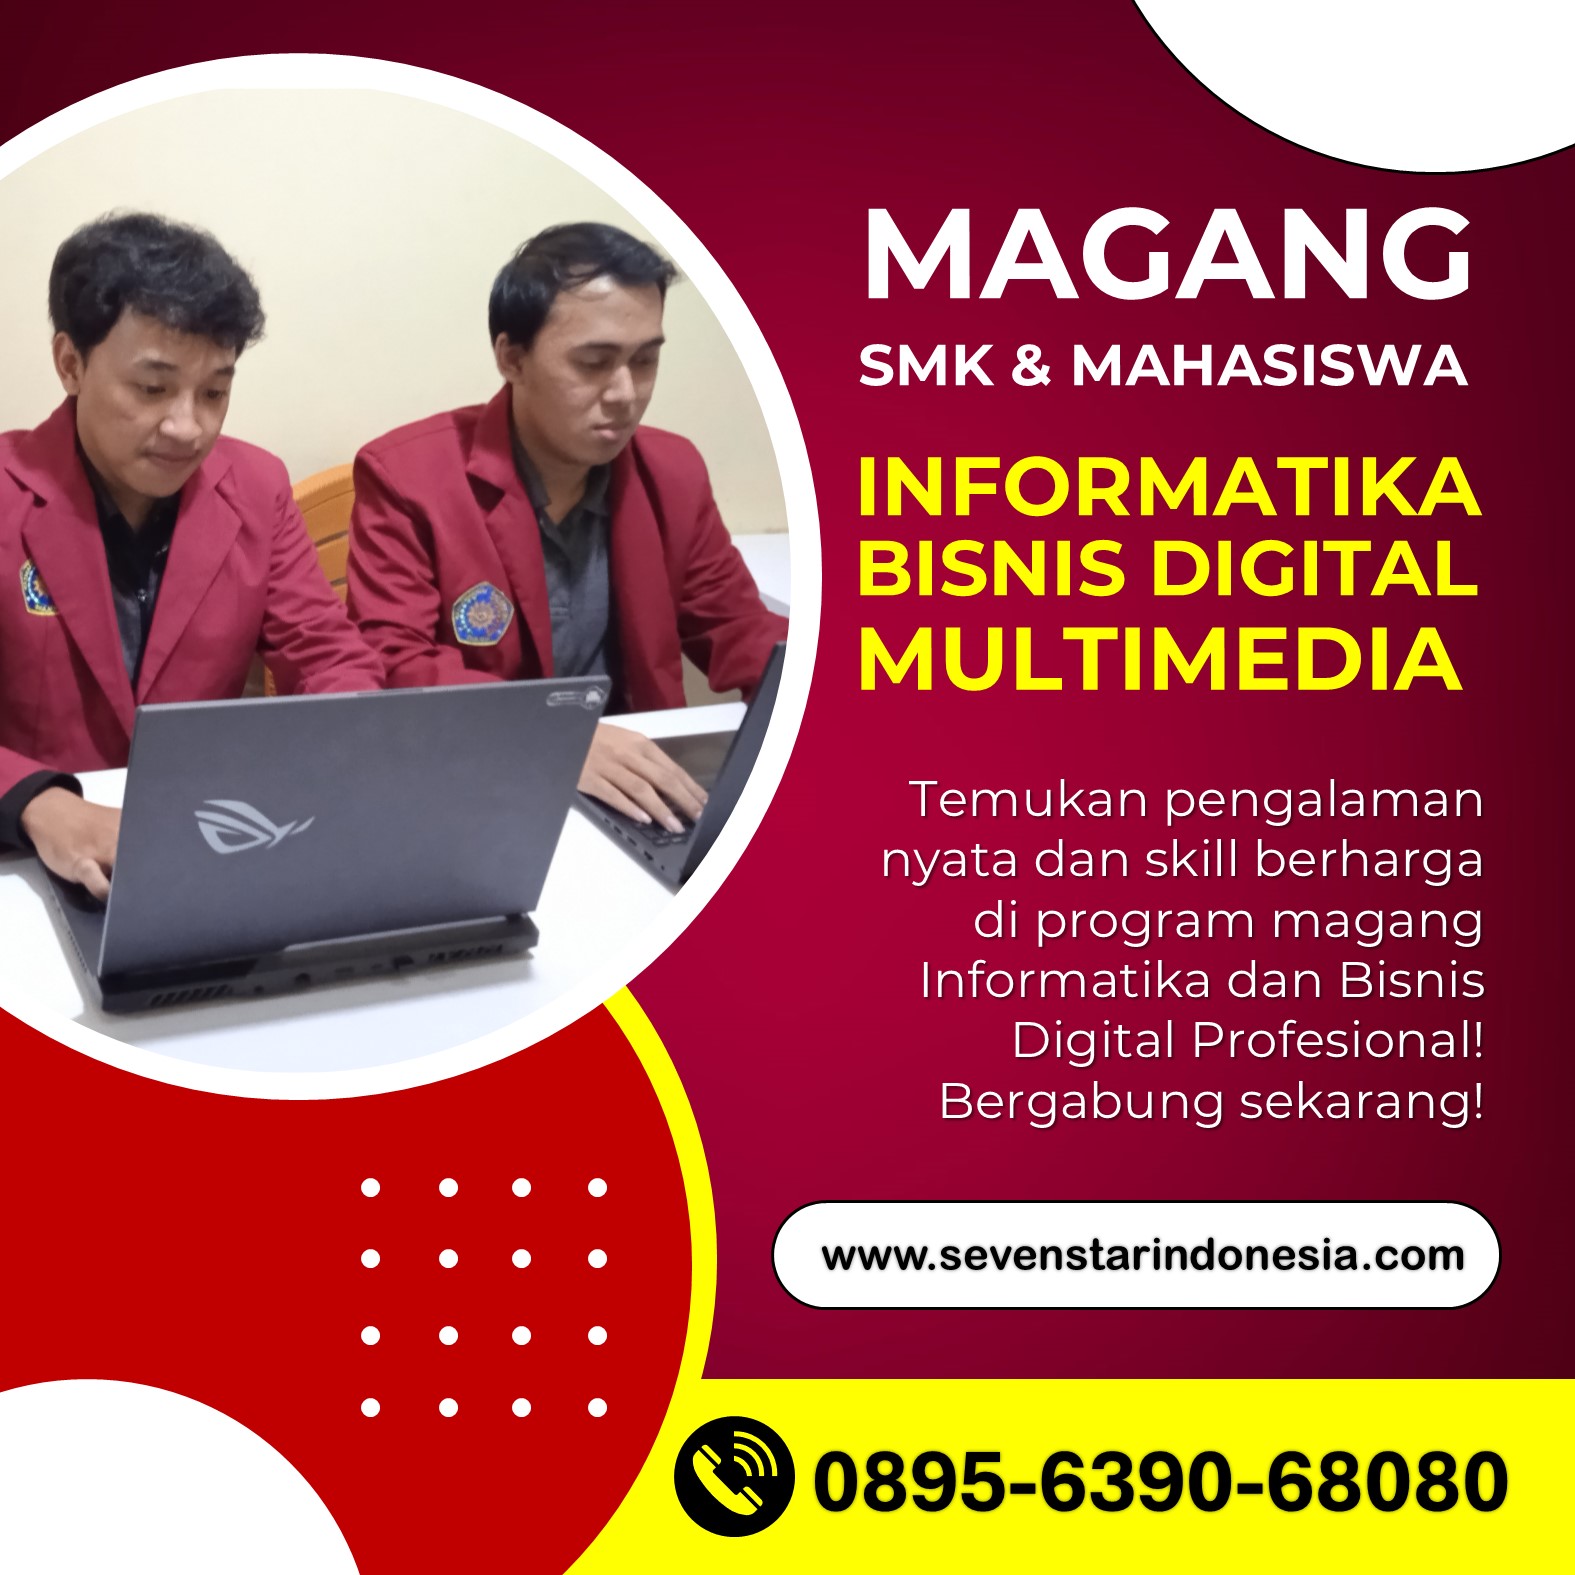 MAGANG
SMK & MAHASISWA
INFORMATIKA
BISNIS DIGITAL
MULTIMEDIA
Temukan pengalaman
nyata dan skill berharga
di program magang
Informatika dan Bisnis
Digital Profesional!
Bergabung sekarang!
www.sevenstarindonesia.com
0895-6390-68080